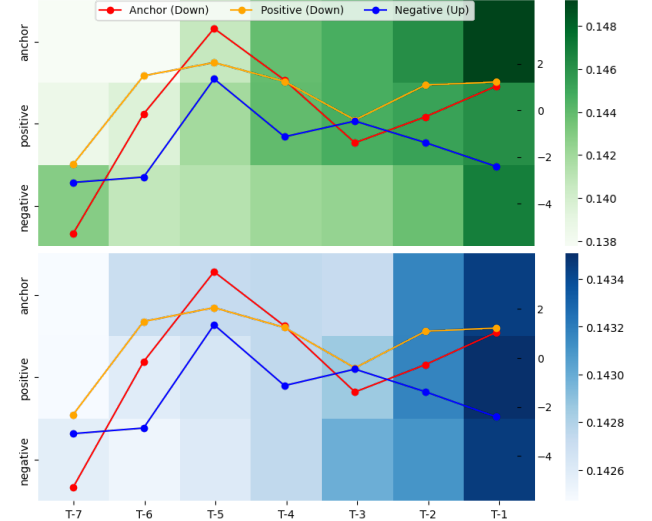 Anchor (Down) Positive (Down) Negative (Up)
anchor
positive
negative
2
0
−2
−4
0.148
0.146
0.144
0.142
0.140
0.138
anchor
positive
negative
2
0
−2
−4
0.1434
0.1432
0.1430
0.1428
0.1426
T-7 T-6 T-5 T-4 T-3 T-2 T-1